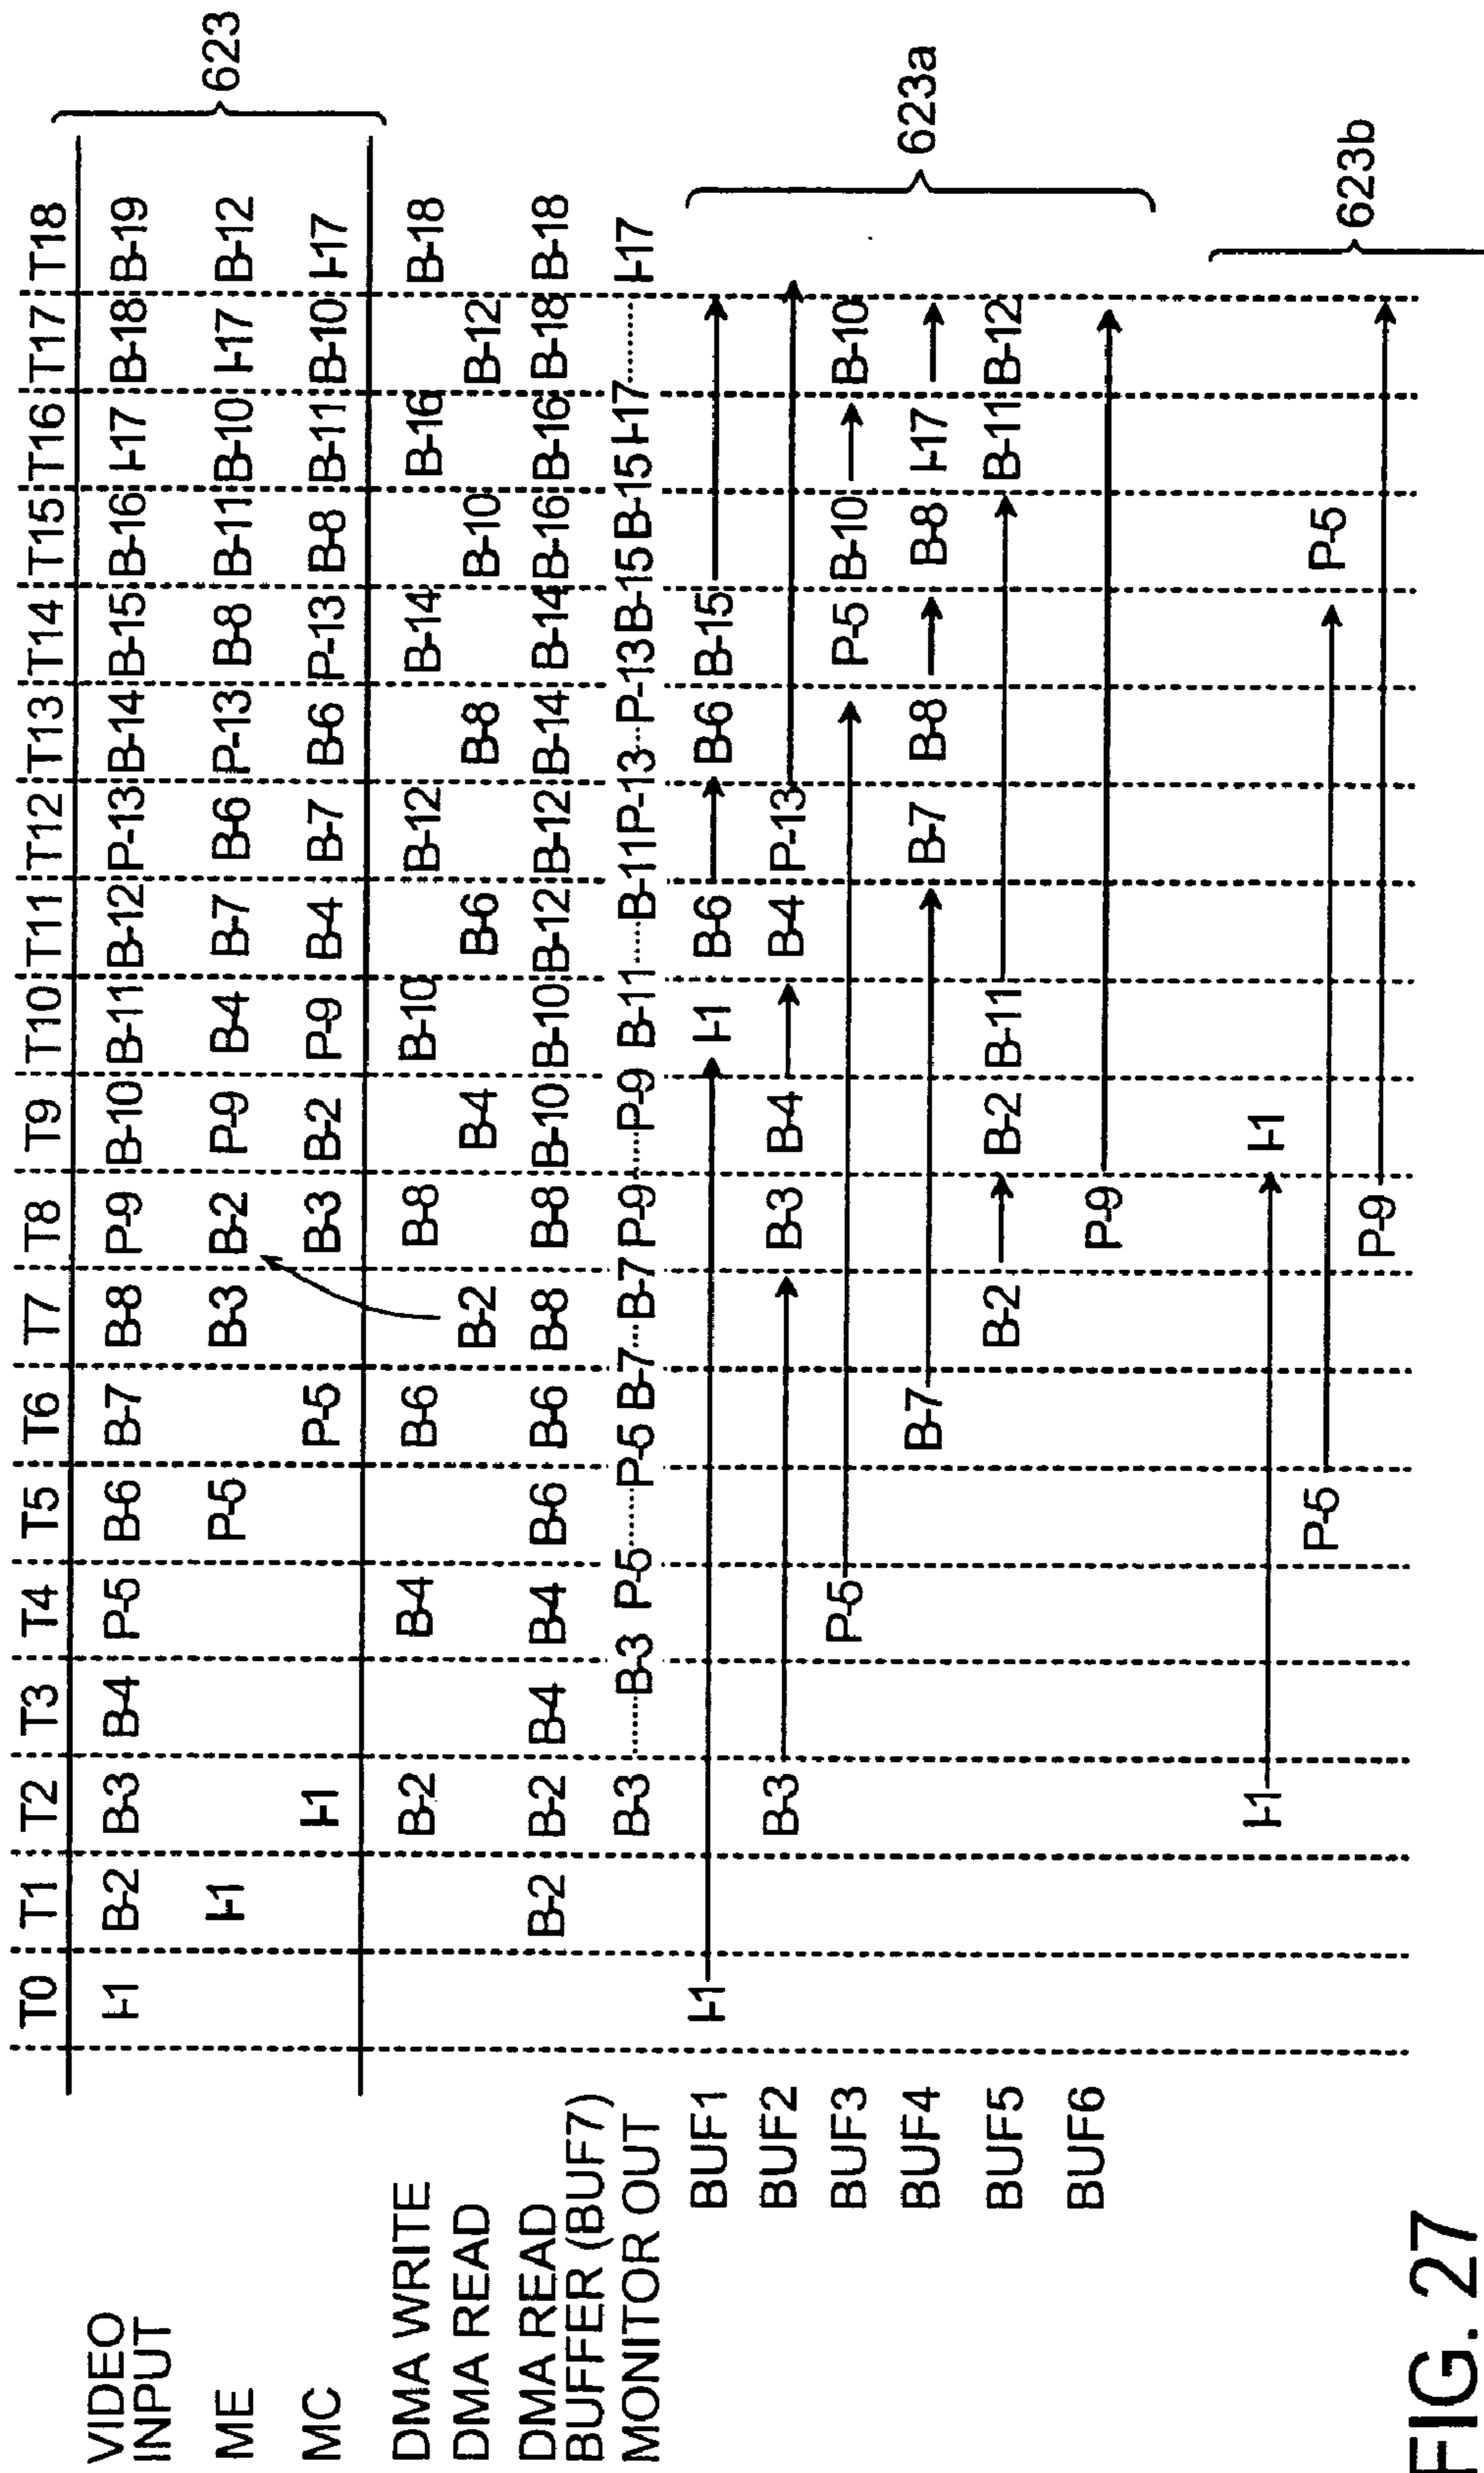 T0 T1 T2 T3 T4 T5 T6 T7 T8 T9 T10 T11 T12 T13 T14 T15 T16 T17 T18
VIDEO INPUT I-1 B-2 B-3 B-4 P-5 B-6 B-7 B-8 P-9 B-10 B-11 B-12 P-13 B-14 B-15 B-16 I-17 B-18 B-19
ME I-1 P-5 B-3 B-2 P-9 B-4 B-7 B-6 P-13 B-8 B-11 B-10 I-17 B-12
623
MC I-1 P-5 B-3 B-2 P-9 B-4 B-7 B-6 P-13 B-8 B-11 B-10 I-17
DMA WRITE B-2 B-4 B-6 B-8 B-10 B-12 B-14 B-16 B-18
DMA READ B-2 B-4 B-6 B-8 B-10 B-12
DMA READ BUFFER (BUF7) B-2 B-2 B-4 B-4 B-6 B-6 B-8 B-8 B-10 B-10 B-12 B-12 B-14 B-14 B-16 B-16 B-18 B-18
MONITOR OUT B-3 B-3 P-5 P-5 B-7 B-7 P-9 P-9 B-11 B-11 P-13 P-13 B-15 B-15 I-17 I-17
BUF1 I-1 I-1 B-6 B-6 B-15
BUF2 B-3 B-3 B-4 B-4 P-13
BUF3 P-5 P-5 B-10 B-10
623a
BUF4 B-7 B-7 B-8 B-8 I-17
BUF5 B-2 B-2 B-11 B-11 B-12
BUF6 P-9
I-1 I-1
P-5 P-5
623b
P-9
FIG. 27